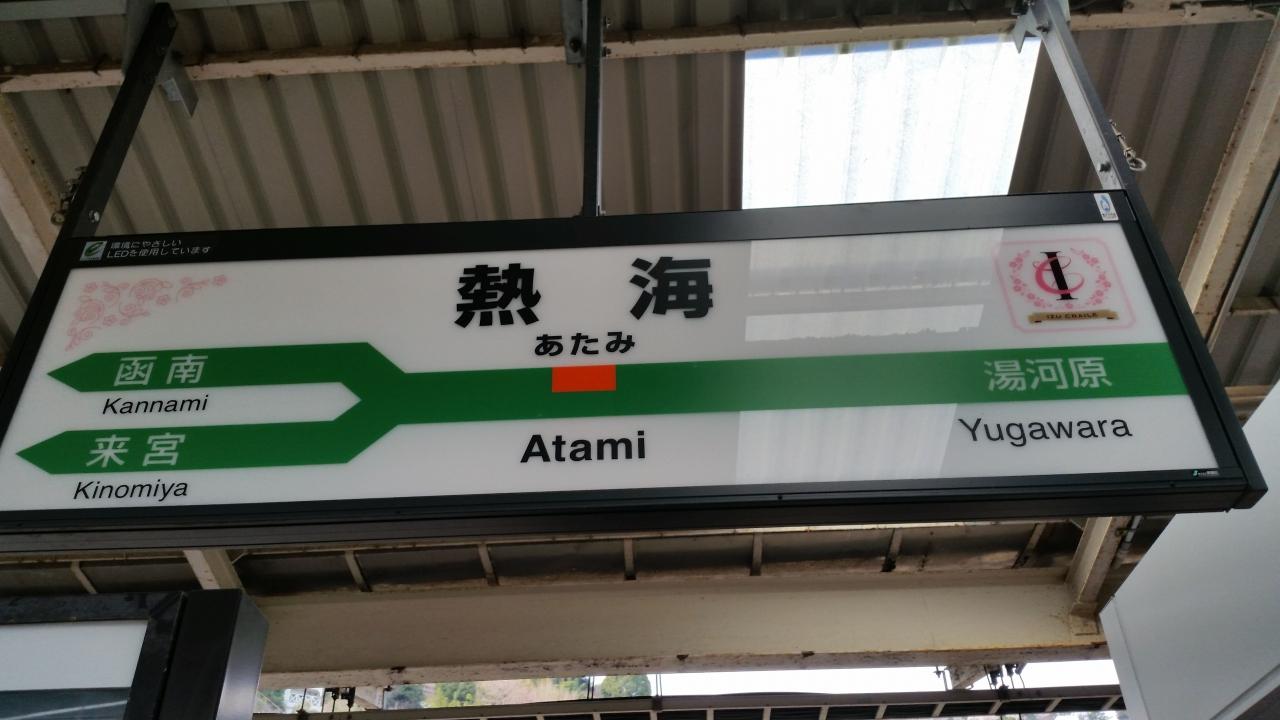 環境にやさしい
LEDを使用しています
熱海
あたみ
Atami
函南
Kannami
来宮
Kinomiya
湯河原
Yugawara
IZU CRAILE